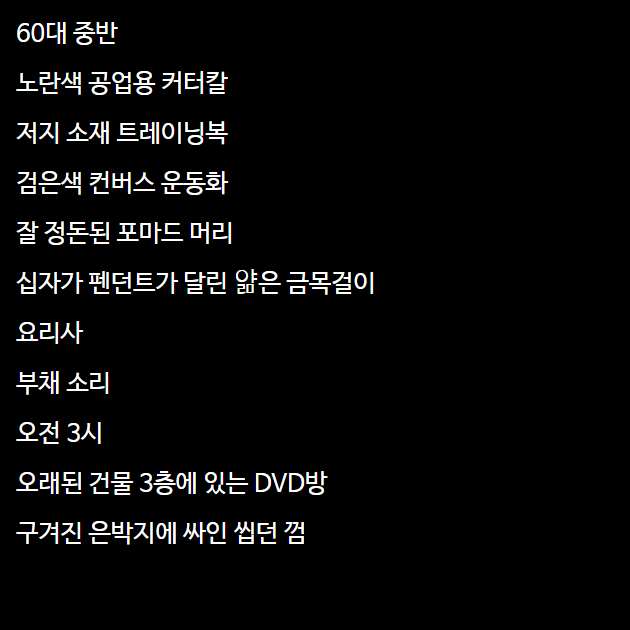 60대 중반
노란색 공업용 커터칼
저지 소재 트레이닝복
검은색 컨버스 운동화
잘 정돈된 포마드 머리
십자가 펜던트가 달린 얆은 금목걸이
요리사
부채 소리
오전 3시
오래된 건물 3층에 있는 DVD방
구겨진 은박지에 싸인 씹던 껌